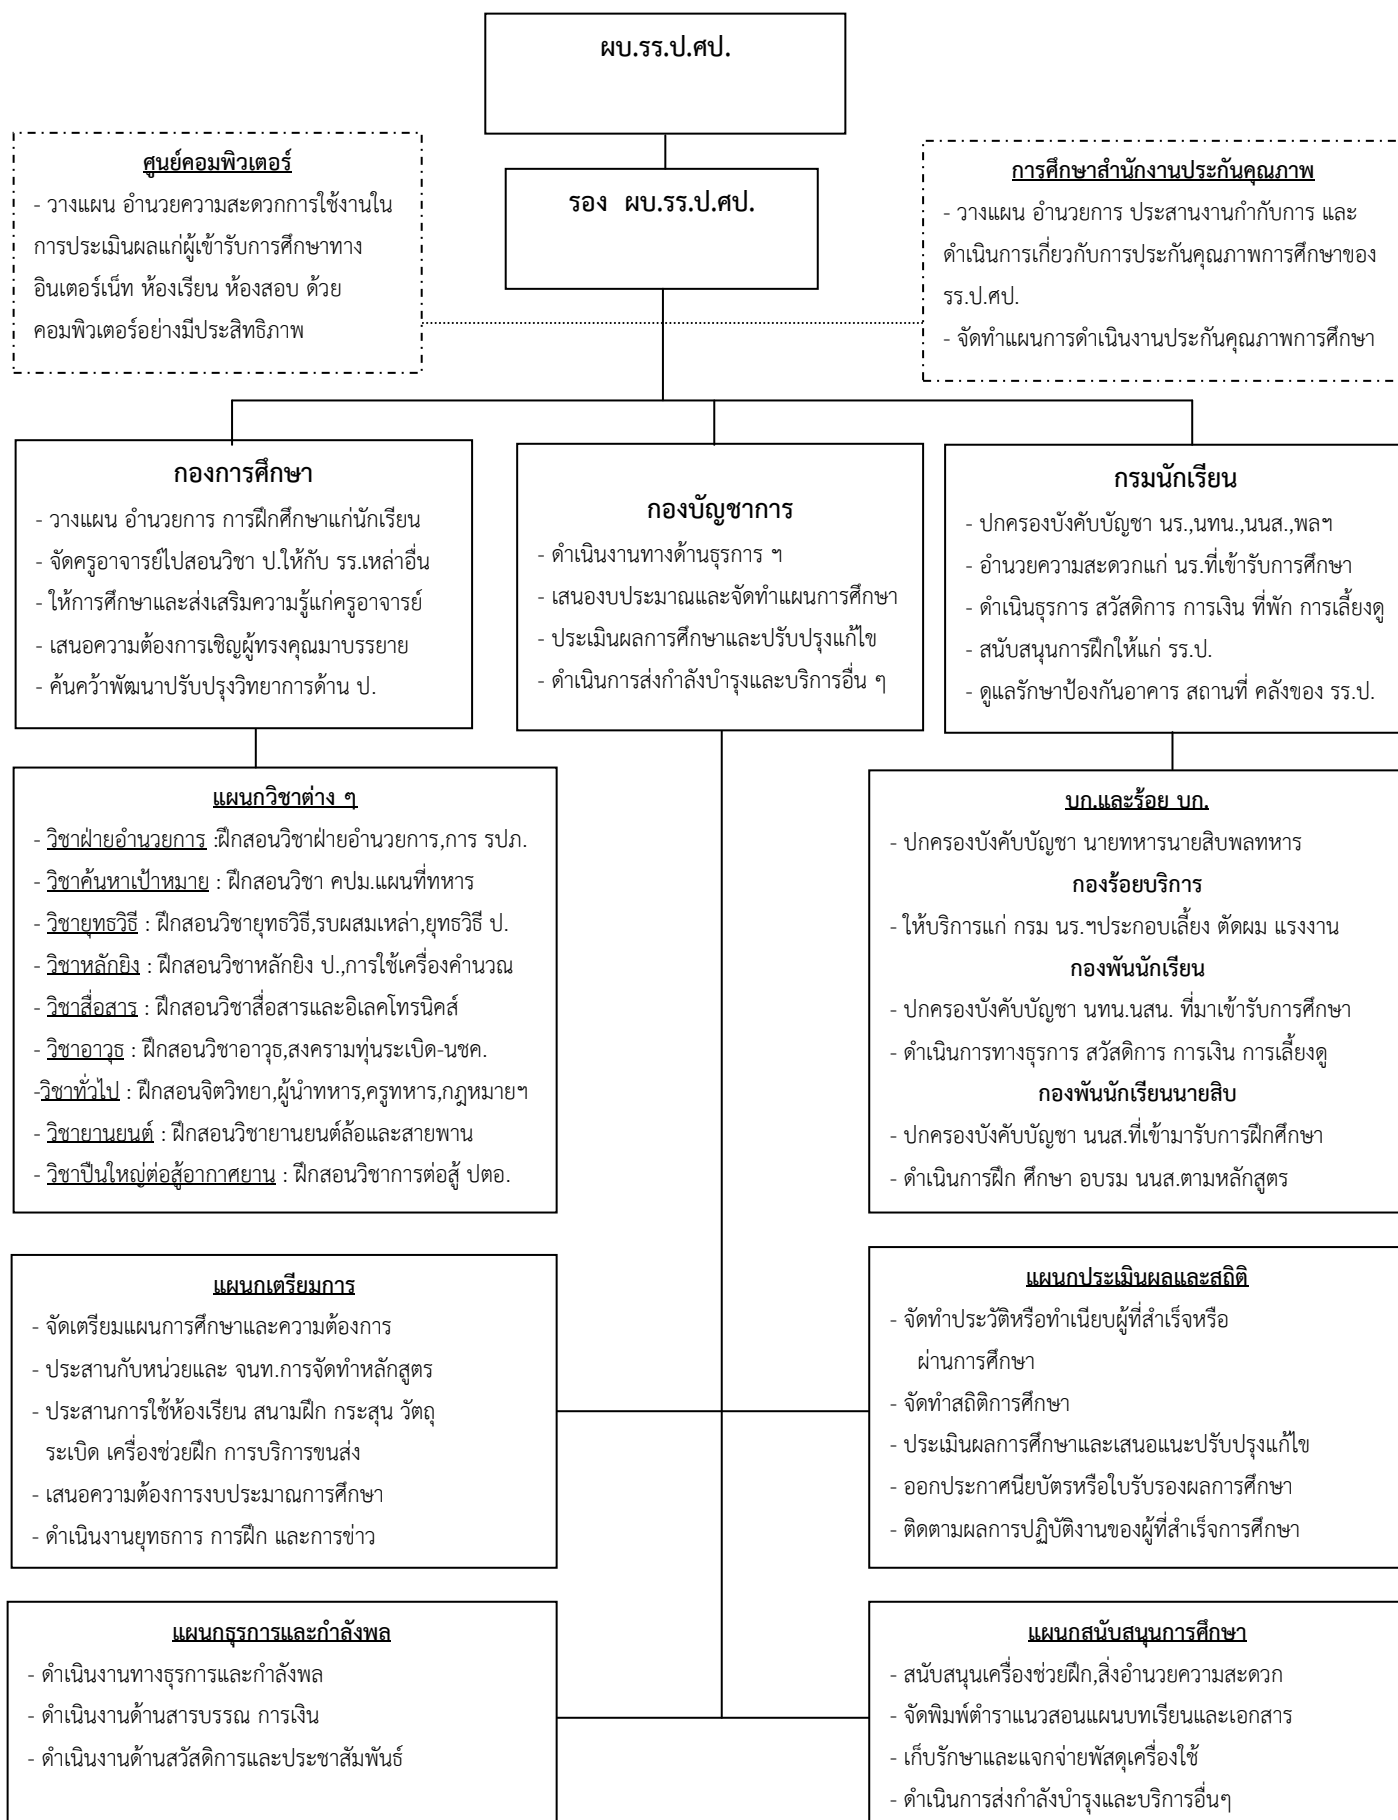 ผบ.รร.ป.ศป.
รอง ผบ.รร.ป.ศป.
ศูนย์คอมพิวเตอร์
- วางแผน อำนวยความสะดวกการใช้งานใน
การประเมินผลแก่ผู้เข้ารับการศึกษาทาง
อินเตอร์เน็ท ห้องเรียน ห้องสอบ ด้วย
คอมพิวเตอร์อย่างมีประสิทธิภาพ
การศึกษาสำนักงานประกันคุณภาพ
- วางแผน อำนวยการ ประสานงานกำกับการ และ
ดำเนินการเกี่ยวกับการประกันคุณภาพการศึกษาของ
รร.ป.ศป.
- จัดทำแผนการดำเนินงานประกันคุณภาพการศึกษา
กองการศึกษา
- วางแผน อำนวยการ การฝึกศึกษาแก่นักเรียน
- จัดครูอาจารย์ไปสอนวิชา ป.ให้กับ รร.เหล่าอื่น
- ให้การศึกษาและส่งเสริมความรู้แก่ครูอาจารย์
- เสนอความต้องการเชิญผู้ทรงคุณมาบรรยาย
- ค้นคว้าพัฒนาปรับปรุงวิทยาการด้าน ป.
กองบัญชาการ
- ดำเนินงานทางด้านธุรการ ฯ
- เสนองบประมาณและจัดทำแผนการศึกษา
- ประเมินผลการศึกษาและปรับปรุงแก้ไข
- ดำเนินการส่งกำลังบำรุงและบริการอื่น ๆ
กรมนักเรียน
- ปกครองบังคับบัญชา นร.,นทน.,นนส.,พลฯ
- อำนวยความสะดวกแก่ นร.ที่เข้ารับการศึกษา
- ดำเนินธุรการ สวัสดิการ การเงิน ที่พัก การเลี้ยงดู
- สนับสนุนการฝึกให้แก่ รร.ป.
- ดูแลรักษาป้องกันอาคาร สถานที่ คลังของ รร.ป.
แผนกวิชาต่าง ๆ
- วิชาฝ่ายอำนวยการ :ฝึกสอนวิชาฝ่ายอำนวยการ,การ รปภ.
- วิชาค้นหาเป้าหมาย : ฝึกสอนวิชา คปม.แผนที่ทหาร
- วิชายุทธวิธี : ฝึกสอนวิชายุทธวิธี,รบผสมเหล่า,ยุทธวิธี ป.
- วิชาหลักยิง : ฝึกสอนวิชาหลักยิง ป.,การใช้เครื่องคำนวณ
- วิชาสื่อสาร : ฝึกสอนวิชาสื่อสารและอิเลคโทรนิคส์
- วิชาอาวุธ : ฝึกสอนวิชาอาวุธ,สงครามทุ่นระเบิด-นชค.
-วิชาทั่วไป : ฝึกสอนจิตวิทยา,ผู้นำทหาร,ครูทหาร,กฎหมายฯ
- วิชายานยนต์ : ฝึกสอนวิชายานยนต์ล้อและสายพาน
- วิชาปืนใหญ่ต่อสู้อากาศยาน : ฝึกสอนวิชาการต่อสู้ ปตอ.
บก.และร้อย บก.
- ปกครองบังคับบัญชา นายทหารนายสิบพลทหาร
กองร้อยบริการ
- ให้บริการแก่ กรม นร.ฯประกอบเลี้ยง ตัดผม แรงงาน
กองพันนักเรียน
- ปกครองบังคับบัญชา นทน.นสน. ที่มาเข้ารับการศึกษา
- ดำเนินการทางธุรการ สวัสดิการ การเงิน การเลี้ยงดู
กองพันนักเรียนนายสิบ
- ปกครองบังคับบัญชา นนส.ที่เข้ามารับการฝึกศึกษา
- ดำเนินการฝึก ศึกษา อบรม นนส.ตามหลักสูตร
แผนกเตรียมการ
- จัดเตรียมแผนการศึกษาและความต้องการ
- ประสานกับหน่วยและ จนท.การจัดทำหลักสูตร
- ประสานการใช้ห้องเรียน สนามฝึก กระสุน วัตถุ
ระเบิด เครื่องช่วยฝึก การบริการขนส่ง
- เสนอความต้องการงบประมาณการศึกษา
- ดำเนินงานยุทธการ การฝึก และการข่าว
แผนกประเมินผลและสถิติ
- จัดทำประวัติหรือทำเนียบผู้ที่สำเร็จหรือ
ผ่านการศึกษา
- จัดทำสถิติการศึกษา
- ประเมินผลการศึกษาและเสนอแนะปรับปรุงแก้ไข
- ออกประกาศนียบัตรหรือใบรับรองผลการศึกษา
- ติดตามผลการปฏิบัติงานของผู้ที่สำเร็จการศึกษา
แผนกธุรการและกำลังพล
- ดำเนินงานทางธุรการและกำลังพล
- ดำเนินงานด้านสารบรรณ การเงิน
- ดำเนินงานด้านสวัสดิการและประชาสัมพันธ์
แผนกสนับสนุนการศึกษา
- สนับสนุนเครื่องช่วยฝึก,สิ่งอำนวยความสะดวก
- จัดพิมพ์ตำราแนวสอนแผนบทเรียนและเอกสาร
- เก็บรักษาและแจกจ่ายพัสดุเครื่องใช้
- ดำเนินการส่งกำลังบำรุงและบริการอื่นๆ